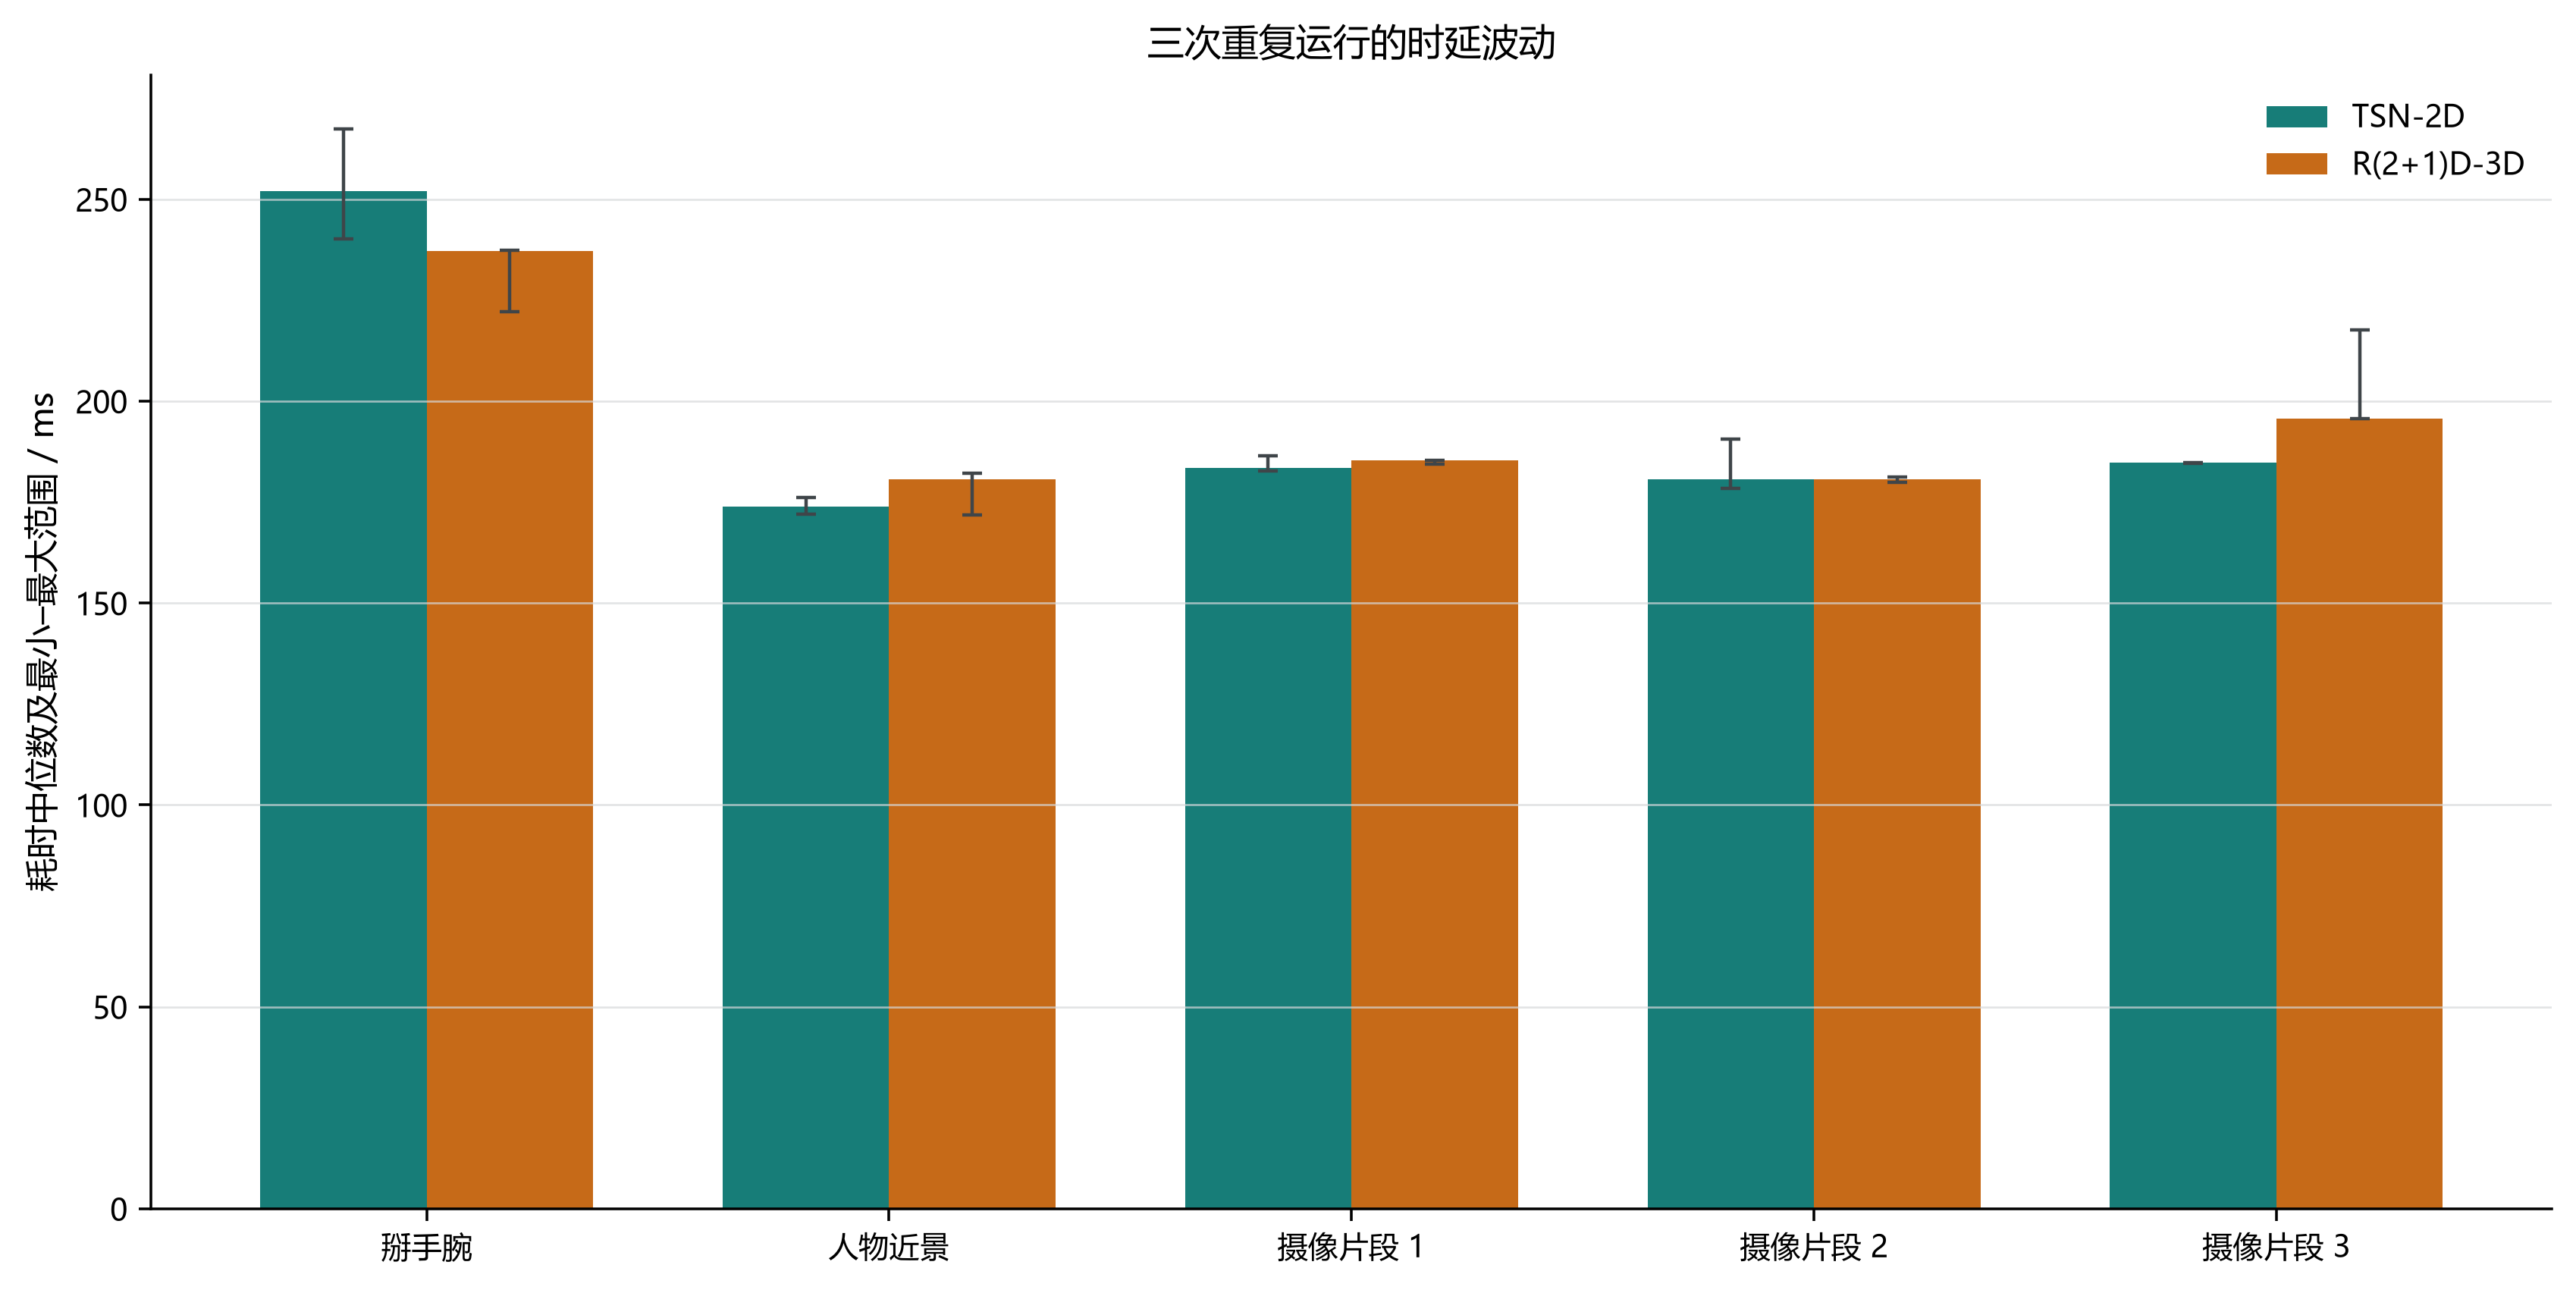 三次重复运行的时延波动
TSN-2D
R(2+1)D-3D
耗时中位数及最小—最大范围 / ms
250
200
150
100
50
0
掰手腕
人物近景
摄像片段 1
摄像片段 2
摄像片段 3